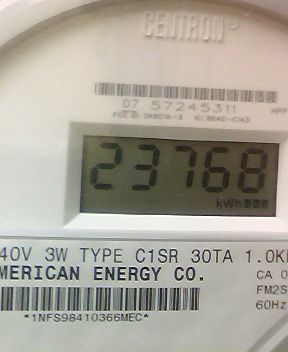 CENTRON
07 57245311
23768
kWh
40V 3W TYPE C1SR 30TA 1.0K
MERICAN ENERGY CO.
CA 0
FM2S
60Hz
*1NFS98410366MEC*